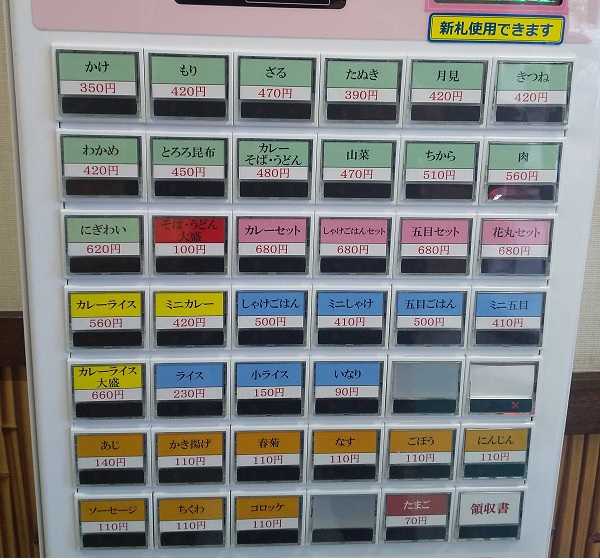 新札使用できます
かけ
350円
もり
420円
ざる
470円
たぬき
390円
月見
420円
きつね
420円
わかめ
420円
とろろ昆布
450円
カレー
そば・うどん
480円
山菜
470円
ちから
510円
肉
560円
にぎわい
620円
そば・うどん
大盛
100円
カレーセット
680円
しゃけごはんセット
680円
五目セット
680円
花丸セット
680円
カレーライス
560円
ミニカレー
420円
しゃけごはん
500円
ミニしゃけ
410円
五目ごはん
500円
ミニ五目
410円
カレーライス
大盛
660円
ライス
230円
小ライス
150円
いなり
90円
あじ
140円
かき揚げ
110円
春菊
110円
なす
110円
ごぼう
110円
にんじん
110円
ソーセージ
110円
ちくわ
110円
コロッケ
110円
たまご
70円
領収書